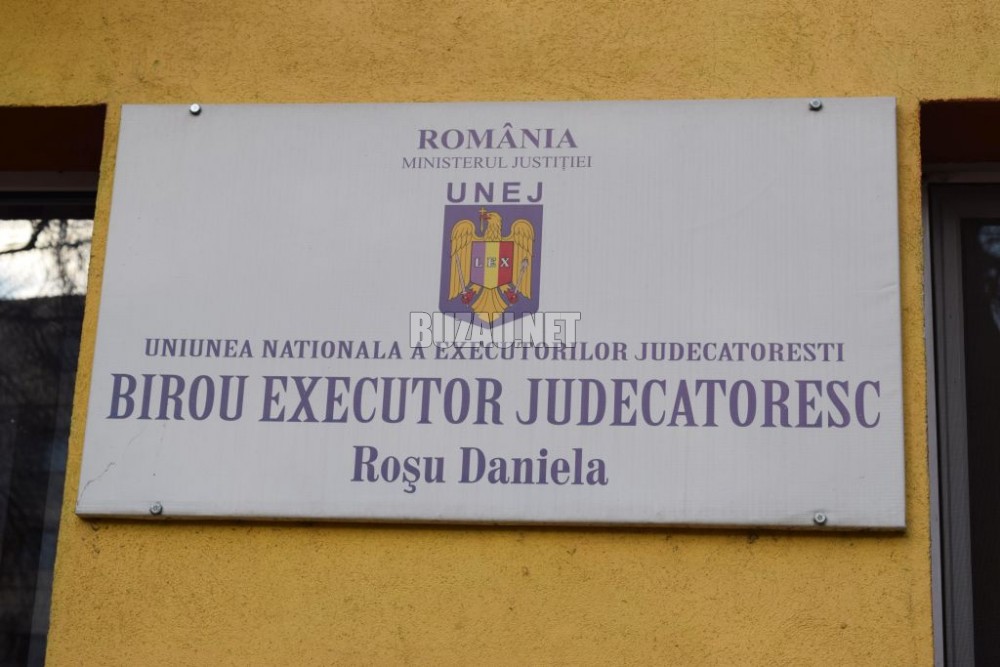 ROMÂNIA
MINISTERUL JUSTIŢIEI
UNEJ
LEX
BUZAU.NET
UNIUNEA NATIONALA A EXECUTORILOR JUDECATORESTI
BIROU EXECUTOR JUDECATORESC
Roşu Daniela